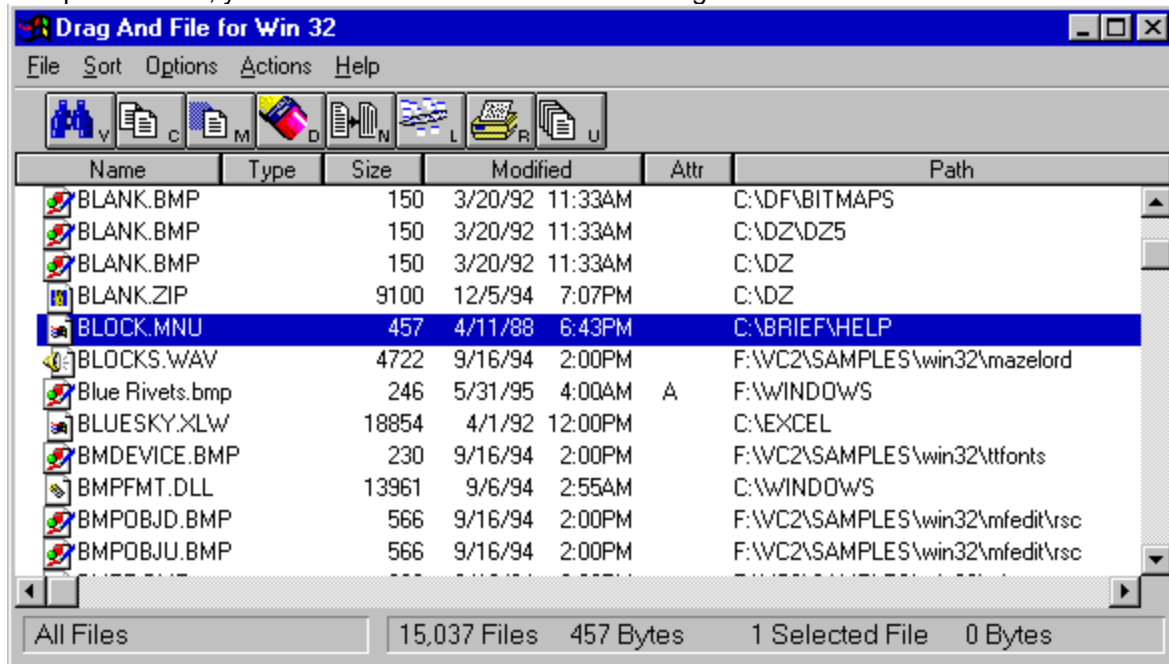 Drag And File for Win 32
File Sort Options Actions Help
V C M D N L R U
Name Type Size Modified Attr Path
BLANK.BMP 150 3/20/92 11:33AM C:\DF\BITMAPS
BLANK.BMP 150 3/20/92 11:33AM C:\DZ\DZ5
BLANK.BMP 150 3/20/92 11:33AM C:\DZ
BLANK.ZIP 9100 12/5/94 7:07PM C:\DZ
BLOCK.MNU 457 4/11/88 6:43PM C:\BRIEF\HELP
BLOCKS.WAV 4722 9/16/94 2:00PM F:\VC2\SAMPLES\win32\mazelord
Blue Rivets.bmp 246 5/31/95 4:00AM A F:\WINDOWS
BLUESKY.XLW 18854 4/1/92 12:00PM C:\EXCEL
BMDEVICE.BMP 230 9/16/94 2:00PM F:\VC2\SAMPLES\win32\ttfonts
BMPFMT.DLL 13961 9/6/94 2:55AM C:\WINDOWS
BMPOBJD.BMP 566 9/16/94 2:00PM F:\VC2\SAMPLES\win32\mfedit\rsc
BMPOBJU.BMP 566 9/16/94 2:00PM F:\VC2\SAMPLES\win32\mfedit\rsc
All Files 15,037 Files 457 Bytes 1 Selected File 0 Bytes